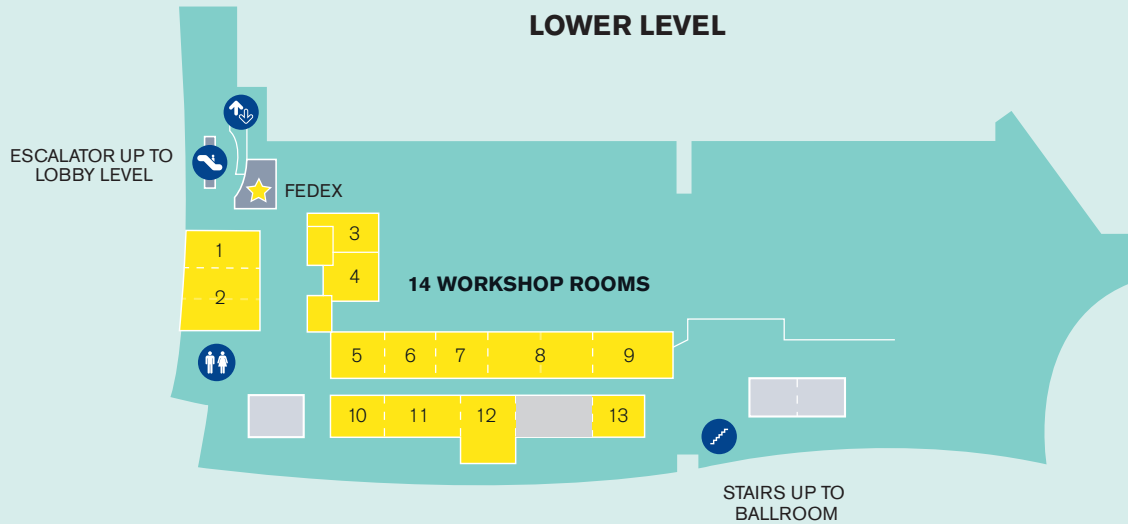 LOWER LEVEL
ESCALATOR UP TO
LOBBY LEVEL
FEDEX
1
2
3
4
14 WORKSHOP ROOMS
5 6 7 8 9
10 11 12 13
STAIRS UP TO
BALLROOM